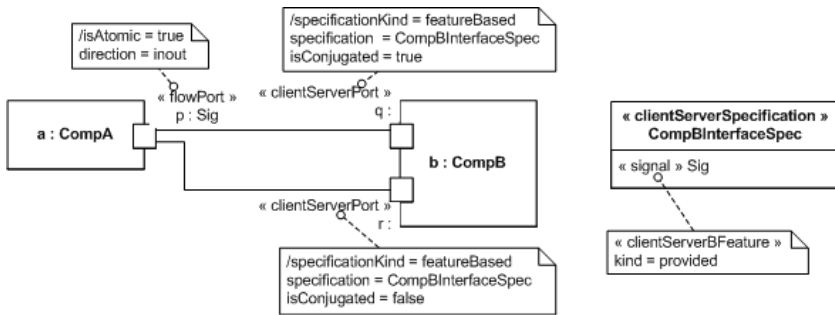 /isAtomic = true
direction = inout
/specificationKind = featureBased
specification = CompBInterfaceSpec
isConjugated = true
« flowPort »
p : Sig
« clientServerPort »
q :
a : CompA
b : CompB
« clientServerPort »
r :
/specificationKind = featureBased
specification = CompBInterfaceSpec
isConjugated = false
« clientServerSpecification »
CompBInterfaceSpec
« signal » Sig
« clientServerBFeature »
kind = provided